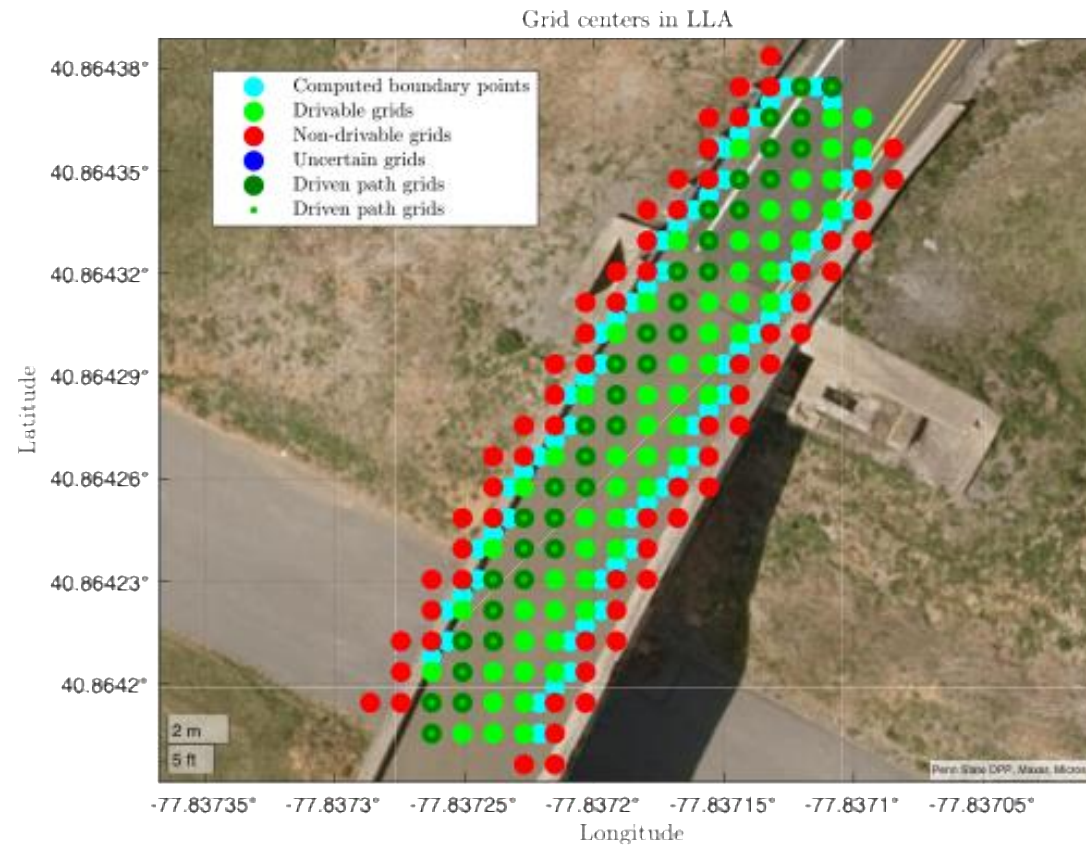 Grid centers in LLA
Computed boundary points
Drivable grids
Non-drivable grids
Uncertain grids
Driven path grids
Driven path grids
Latitude
40.86438°
40.86435°
40.86432°
40.86429°
40.86426°
40.86423°
40.8642°
2 m
5 ft
Penn State DPP, Maxar, Micros
-77.83735° -77.8373° -77.83725° -77.8372° -77.83715° -77.8371° -77.83705°
Longitude